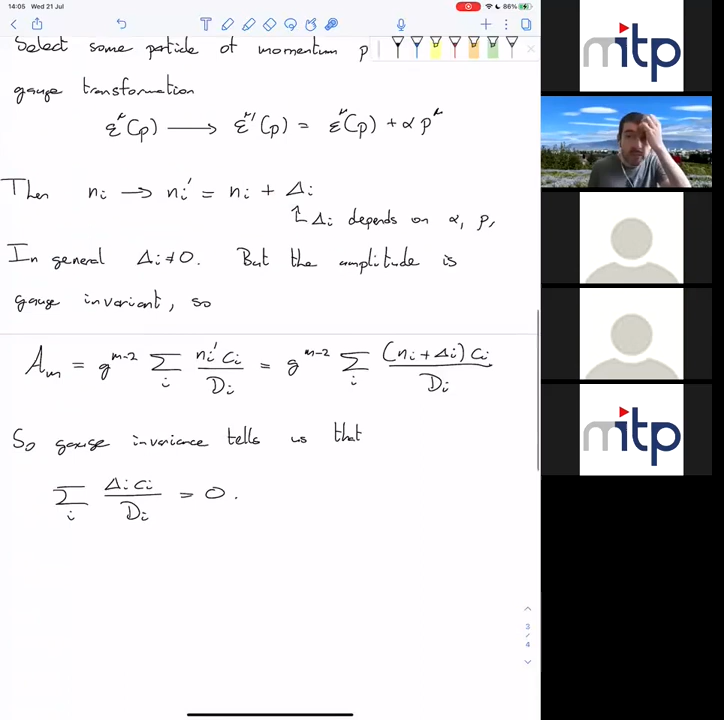 14:05 Wed 21 Jul
86%
Select some particle of momentum p
gauge transformation
ε^μ(p) → ε^μ'(p) = ε^μ(p) + α p^μ
Then n_i → n_i' = n_i + Δ_i
↑ Δ_i depends on α, p,
In general Δ_i ≠ 0. But the amplitude is
gauge invariant, so
A_m = g^{m-2} Σ_i n_i' c_i / D_i = g^{m-2} Σ_i (n_i + Δ_i) c_i / D_i
So gauge invariance tells us that
Σ_i Δ_i c_i / D_i = 0.
3
/
4
mitp
mitp